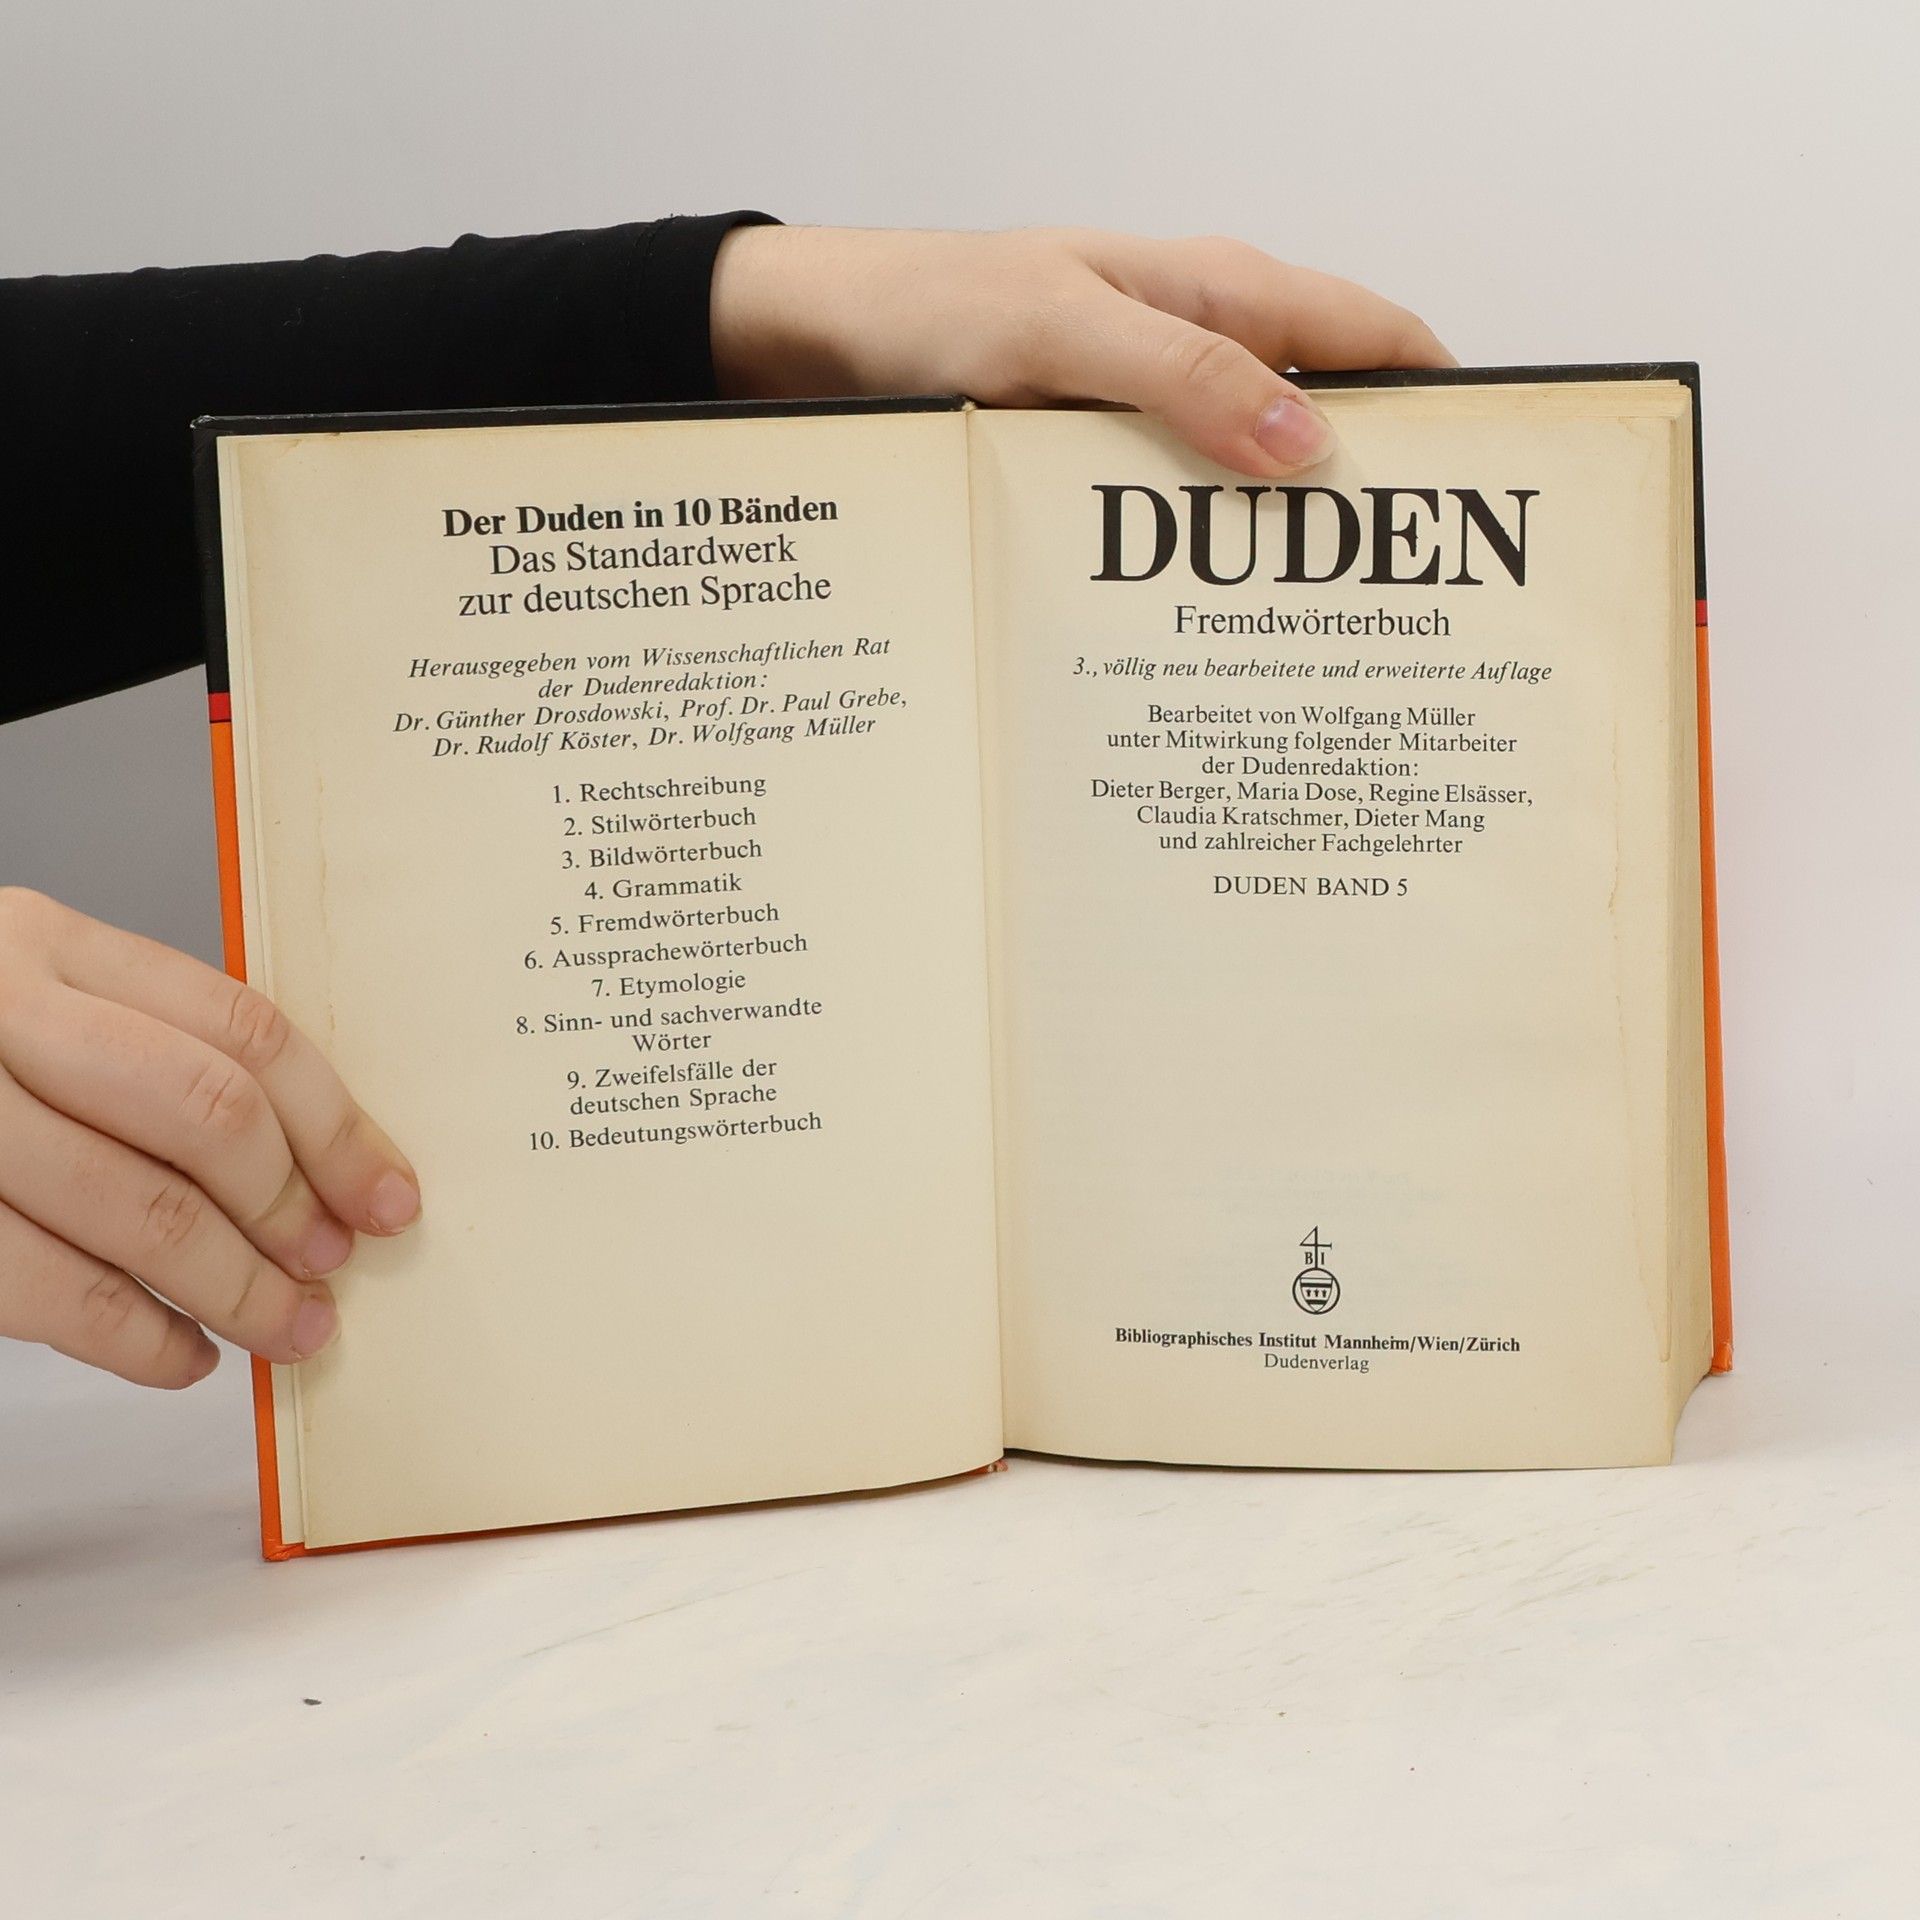 Der Duden in 10 Bänden
Das Standardwerk
zur deutschen Sprache
Herausgegeben vom Wissenschaftlichen Rat
der Dudenredaktion:
Dr. Günther Drosdowski, Prof. Dr. Paul Grebe,
Dr. Rudolf Köster, Dr. Wolfgang Müller
1. Rechtschreibung
2. Stilwörterbuch
3. Bildwörterbuch
4. Grammatik
5. Fremdwörterbuch
6. Aussprachewörterbuch
7. Etymologie
8. Sinn- und sachverwandte
Wörter
9. Zweifelsfälle der
deutschen Sprache
10. Bedeutungswörterbuch
DUDEN
Fremdwörterbuch
3., völlig neu bearbeitete und erweiterte Auflage
Bearbeitet von Wolfgang Müller
unter Mitwirkung folgender Mitarbeiter
der Dudenredaktion:
Dieter Berger, Maria Dose, Regine Elsässer,
Claudia Kratschmer, Dieter Mang
und zahlreicher Fachgelehrter
DUDEN BAND 5
B I
Bibliographisches Institut Mannheim/Wien/Zürich
Dudenverlag